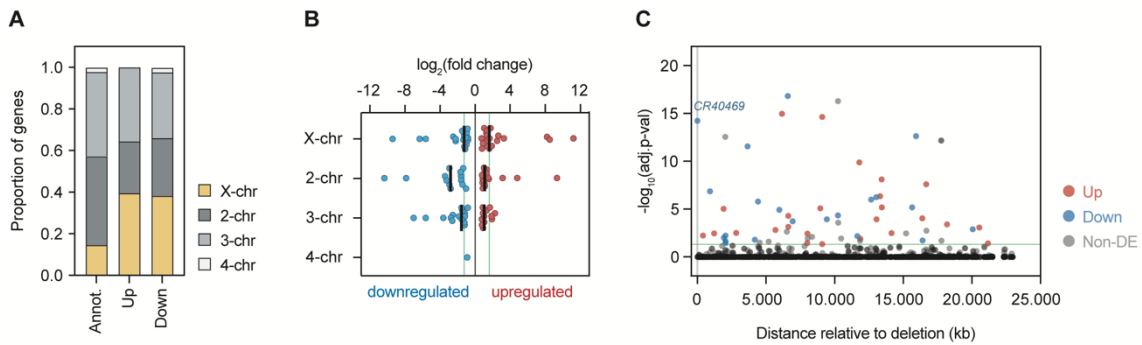 A
Proportion of genes
1.0
0.8
0.6
0.4
0.2
0.0
Annot.
Up
Down
X-chr
2-chr
3-chr
4-chr
B
log2(fold change)
-12 -8 -4 0 4 8 12
X-chr
2-chr
3-chr
4-chr
downregulated upregulated
C
-log10(adj.p-val)
20
15
10
5
0
CR40469
0 5.000 10.000 15.000 20.000 25.000
Distance relative to deletion (kb)
Up
Down
Non-DE